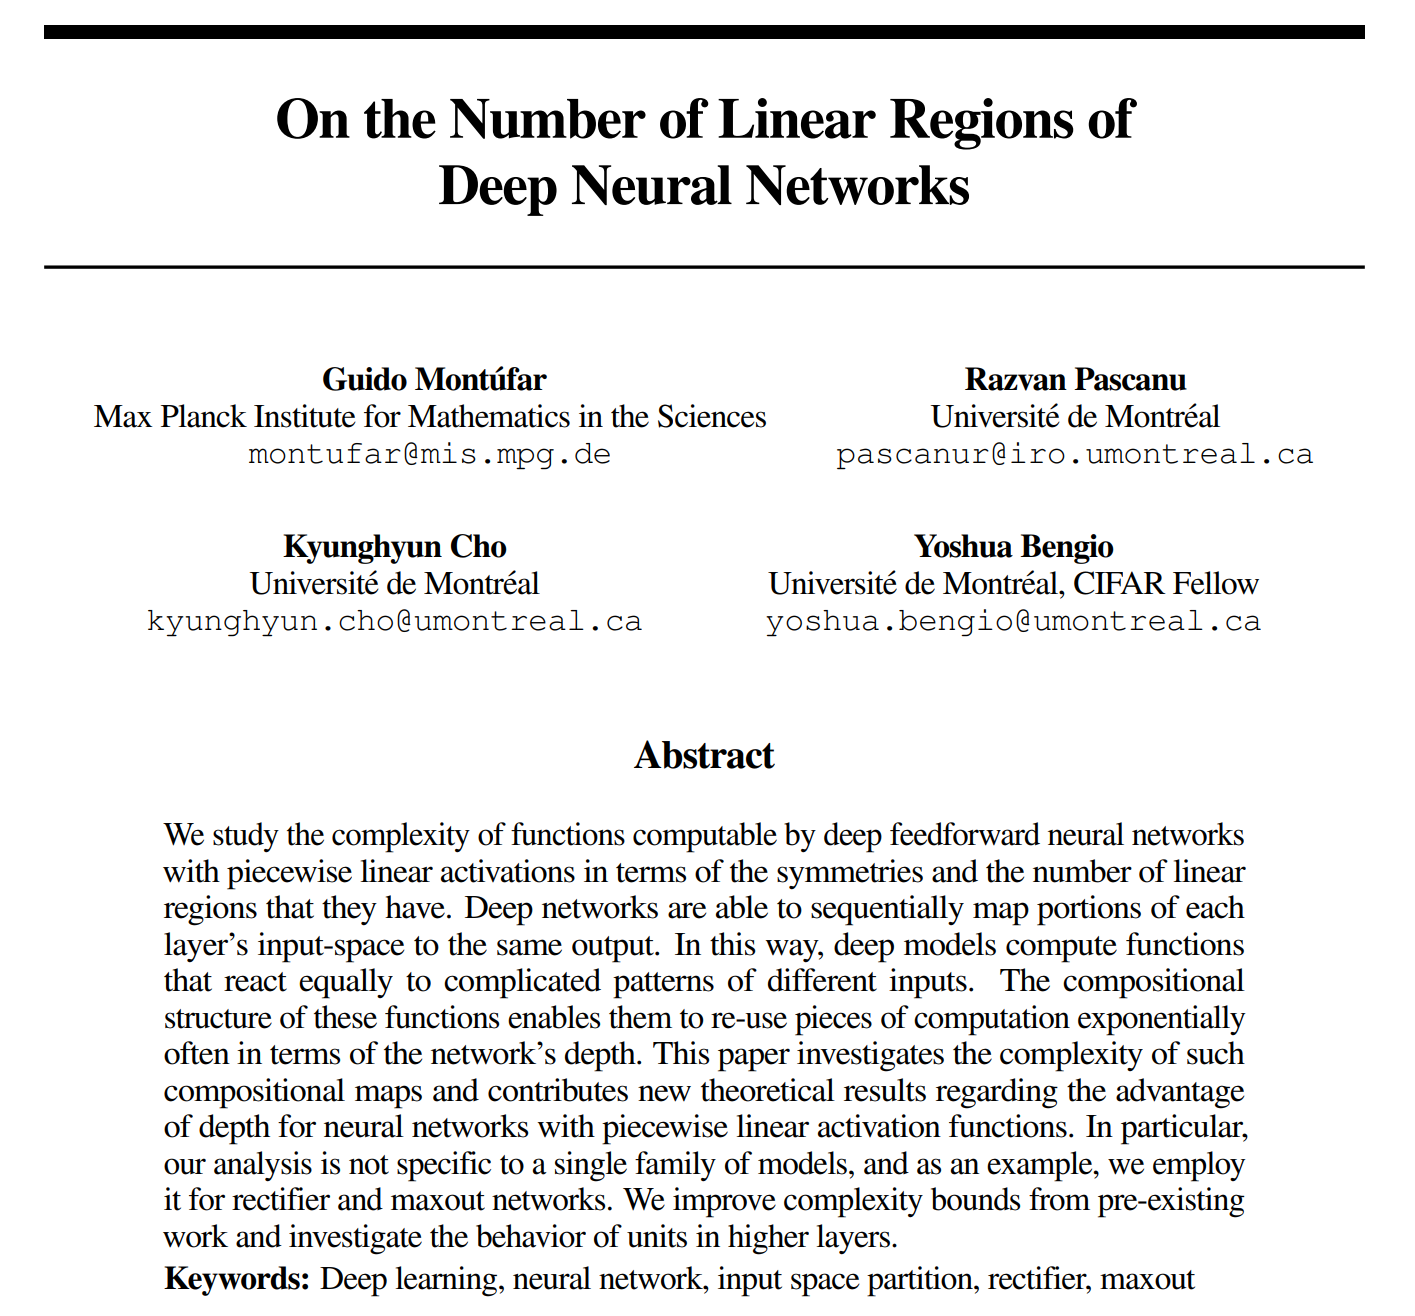 On the Number of Linear Regions of
Deep Neural Networks
Guido Montúfar
Max Planck Institute for Mathematics in the Sciences
montufar@mis.mpg.de
Razvan Pascanu
Université de Montréal
pascanur@iro.umontreal.ca
Kyunghyun Cho
Université de Montréal
kyunghyun.cho@umontreal.ca
Yoshua Bengio
Université de Montréal, CIFAR Fellow
yoshua.bengio@umontreal.ca
Abstract
We study the complexity of functions computable by deep feedforward neural networks
with piecewise linear activations in terms of the symmetries and the number of linear
regions that they have. Deep networks are able to sequentially map portions of each
layer's input-space to the same output. In this way, deep models compute functions
that react equally to complicated patterns of different inputs. The compositional
structure of these functions enables them to re-use pieces of computation exponentially
often in terms of the network's depth. This paper investigates the complexity of such
compositional maps and contributes new theoretical results regarding the advantage
of depth for neural networks with piecewise linear activation functions. In particular,
our analysis is not specific to a single family of models, and as an example, we employ
it for rectifier and maxout networks. We improve complexity bounds from pre-existing
work and investigate the behavior of units in higher layers.
Keywords: Deep learning, neural network, input space partition, rectifier, maxout